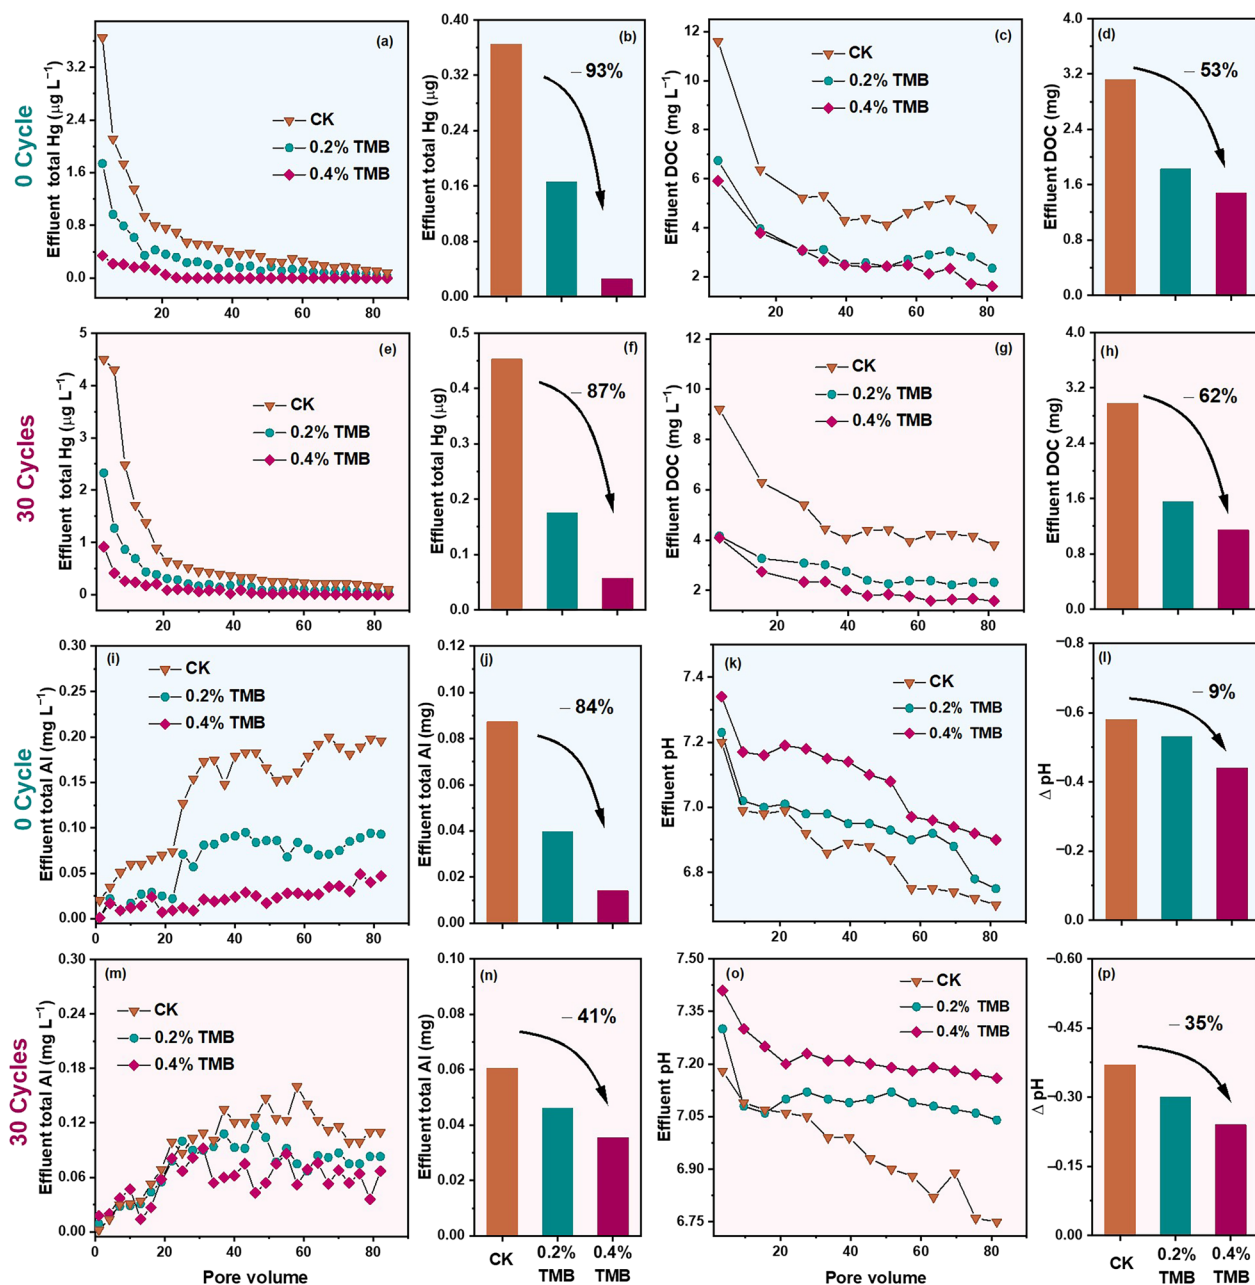 0 Cycle
Effluent total Hg (μg L⁻¹)
3.6
2.4
1.2
0.0
0 20 40 60 80
(a)
CK
0.2% TMB
0.4% TMB
Effluent total Hg (μg)
0.36
0.24
0.12
0.00
(b)
– 93%
Effluent DOC (mg L⁻¹)
12
10
8
6
4
2
0 20 40 60 80
(c)
CK
0.2% TMB
0.4% TMB
Effluent DOC (mg)
4.0
3.2
2.4
1.6
0.8
0.0
(d)
– 53%
30 Cycles
Effluent total Hg (μg L⁻¹)
5
4
3
2
1
0
0 20 40 60 80
(e)
CK
0.2% TMB
0.4% TMB
Effluent total Hg (μg)
0.5
0.4
0.3
0.2
0.1
0.0
(f)
– 87%
Effluent DOC (mg L⁻¹)
12
10
8
6
4
2
0 20 40 60 80
(g)
CK
0.2% TMB
0.4% TMB
Effluent DOC (mg)
4.0
3.2
2.4
1.6
0.8
0.0
(h)
– 62%
0 Cycle
Effluent total Al (mg L⁻¹)
0.30
0.25
0.20
0.15
0.10
0.05
0.00
0 20 40 60 80
(i)
CK
0.2% TMB
0.4% TMB
Effluent total Al (mg)
0.12
0.10
0.08
0.06
0.04
0.02
0.00
(j)
– 84%
Effluent pH
7.4
7.2
7.0
6.8
0 20 40 60 80
(k)
CK
0.2% TMB
0.4% TMB
Δ pH
–0.8
–0.6
–0.4
–0.2
0.0
(l)
– 9%
30 Cycles
Effluent total Al (mg L⁻¹)
0.30
0.24
0.18
0.12
0.06
0.00
0 20 40 60 80
Pore volume
(m)
CK
0.2% TMB
0.4% TMB
Effluent total Al (mg)
0.10
0.08
0.06
0.04
0.02
0.00
(n)
– 41%
CK 0.2% 0.4%
TMB TMB
Effluent pH
7.50
7.35
7.20
7.05
6.90
6.75
0 20 40 60 80
Pore volume
(o)
CK
0.2% TMB
0.4% TMB
Δ pH
–0.60
–0.45
–0.30
–0.15
0.00
(p)
– 35%
CK 0.2% 0.4%
TMB TMB